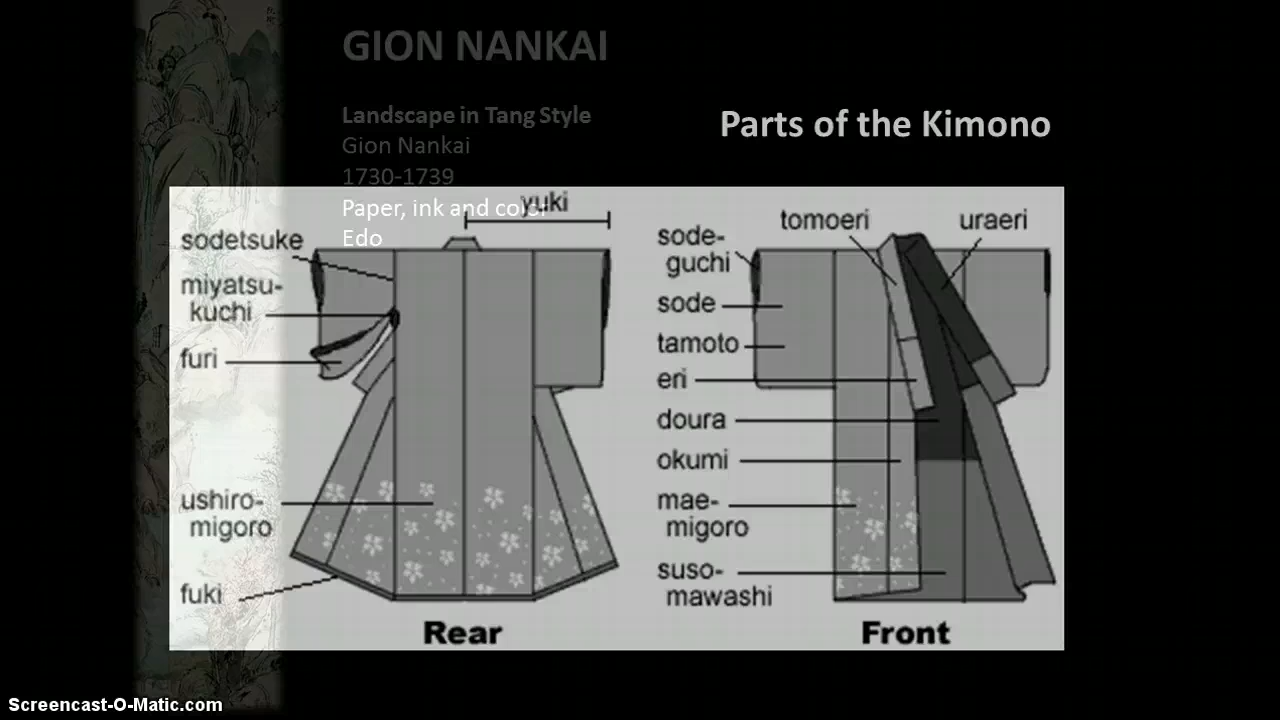 GION NANKAI
Landscape in Tang Style
Gion Nankai
1730-1739
Paper, ink and color
Edo
Parts of the Kimono
yuki
sodetsuke
miyatsu-
kuchi
furi
ushiro-
migoro
fuki
Rear
tomoeri
uraeri
sode-
guchi
sode
tamoto
eri
doura
okumi
mae-
migoro
suso-
mawashi
Front
Screencast-O-Matic.com